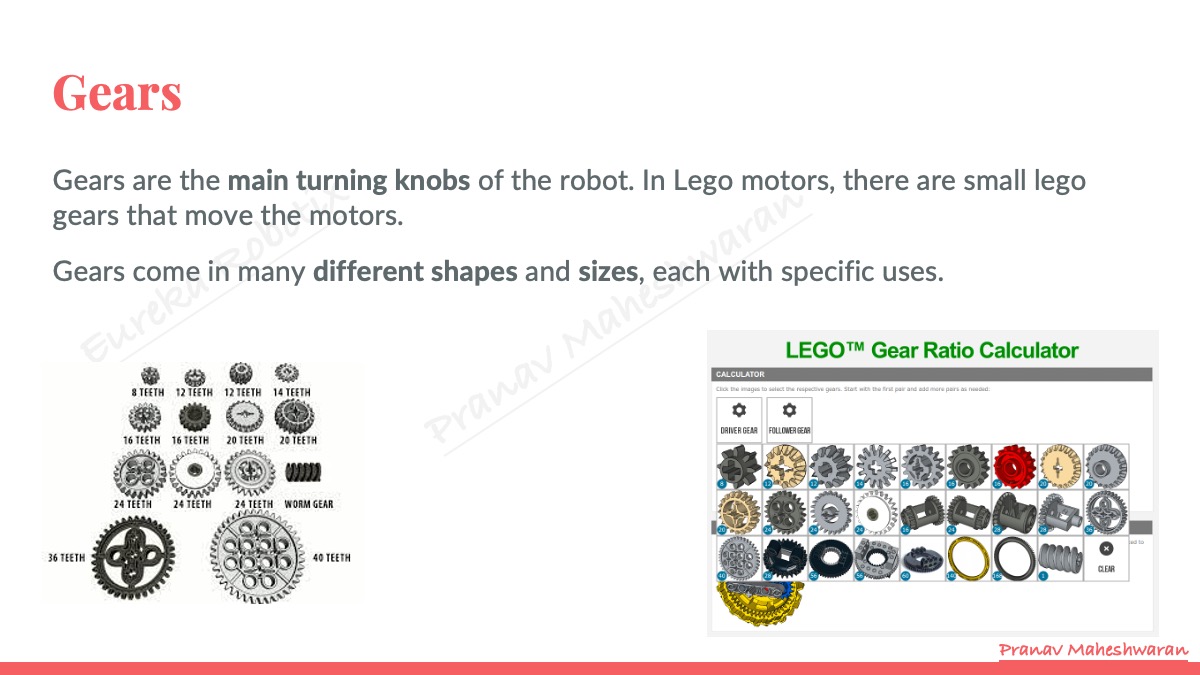 Gears
Gears are the main turning knobs of the robot. In Lego motors, there are small lego
gears that move the motors.
Gears come in many different shapes and sizes, each with specific uses.
Eureka Robotix
Pranav Maheshwaran
8 TEETH 12 TEETH 12 TEETH 14 TEETH
16 TEETH 16 TEETH 20 TEETH 20 TEETH
24 TEETH 24 TEETH 24 TEETH WORM GEAR
36 TEETH 40 TEETH
LEGO™ Gear Ratio Calculator
CALCULATOR
Click the images to select the respective gears. Start with the first pair and add more pairs as needed:
DRIVER GEAR FOLLOWER GEAR
CLEAR
Pranav Maheshwaran